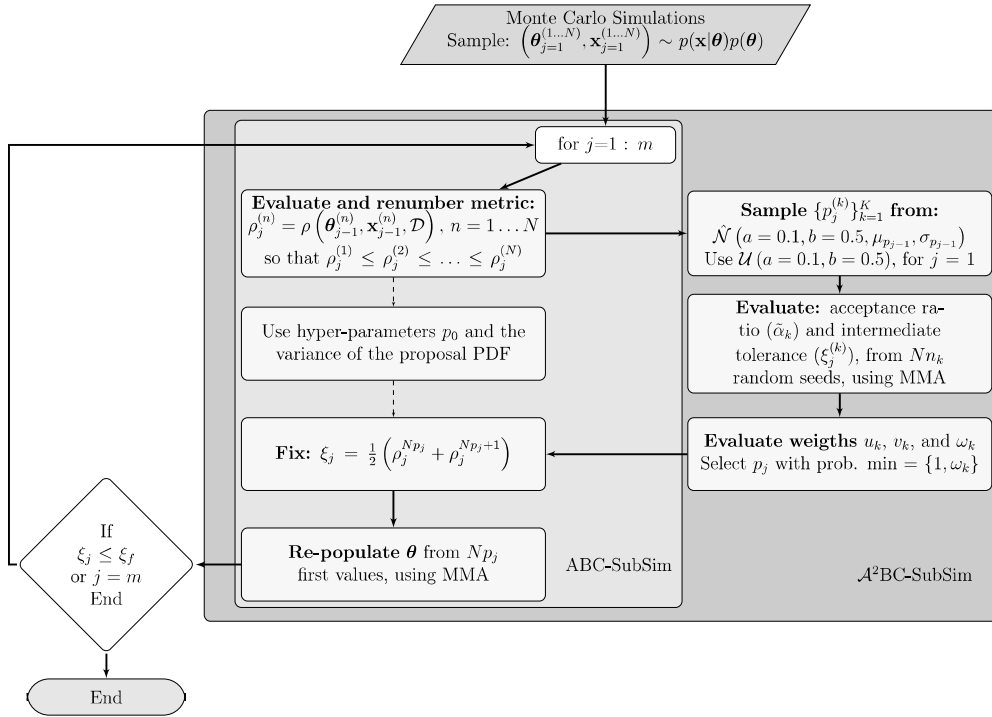 Monte Carlo Simulations
Sample: (𝛉_{j=1}^{(1…N)}, 𝐱_{j=1}^{(1…N)}) ∼ p(𝐱|𝛉)p(𝛉)
for j=1 : m
Evaluate and renumber metric:
ρ_j^{(n)} = ρ (𝛉_{j−1}^{(n)}, 𝐱_{j−1}^{(n)}, 𝒟), n = 1…N
so that ρ_j^{(1)} ≤ ρ_j^{(2)} ≤ … ≤ ρ_j^{(N)}
Use hyper-parameters p_0 and the
variance of the proposal PDF
Fix: ξ_j = ½ (ρ_j^{Np_j} + ρ_j^{Np_j+1})
Re-populate 𝛉 from Np_j
first values, using MMA
ABC-SubSim
Sample {p_j^{(k)}}_{k=1}^K from:
𝒩̂ (a = 0.1, b = 0.5, μ_{p_{j−1}}, σ_{p_{j−1}})
Use 𝒰 (a = 0.1, b = 0.5), for j = 1
Evaluate: acceptance ra-
tio (α̃_k) and intermediate
tolerance (ξ_j^{(k)}), from Nn_k
random seeds, using MMA
Evaluate weigths u_k, v_k, and ω_k
Select p_j with prob. min = {1, ω_k}
𝒜²BC-SubSim
If
ξ_j ≤ ξ_f
or j = m
End
End